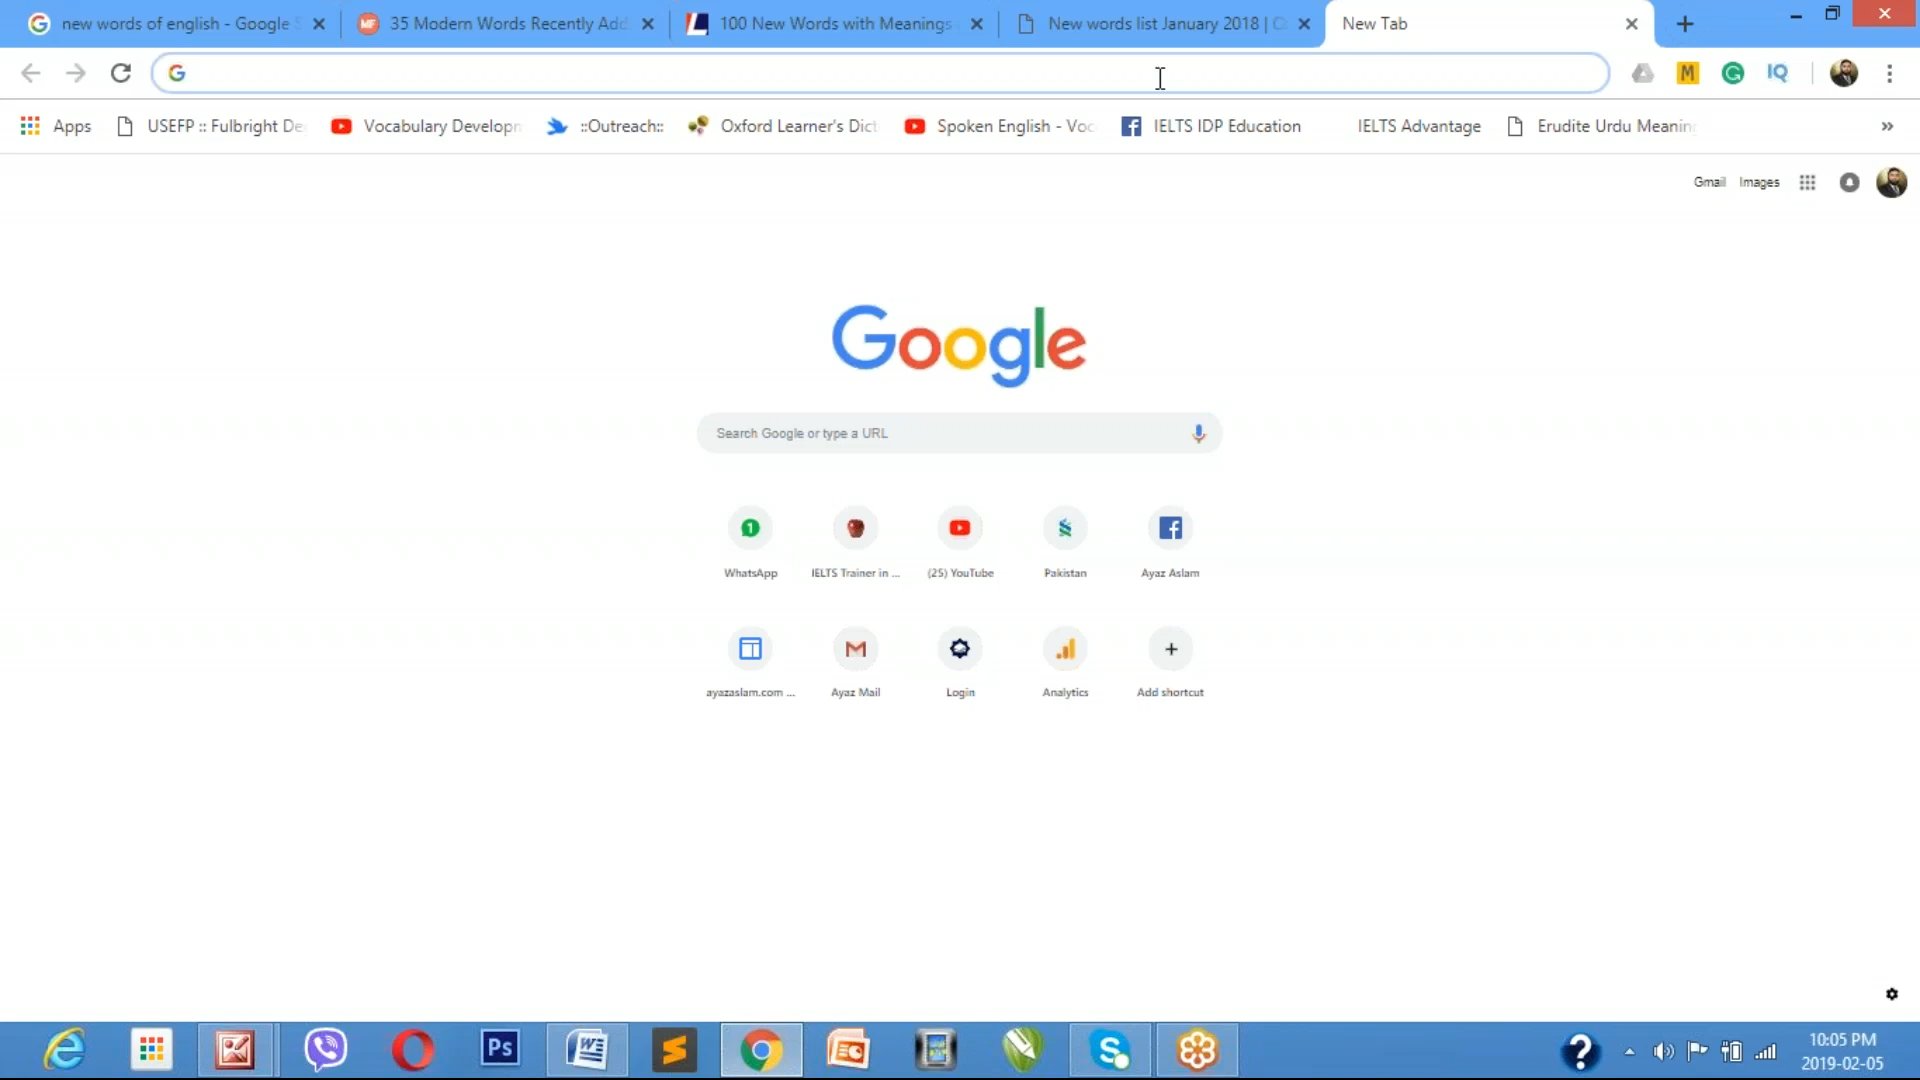 new words of english - Google S
35 Modern Words Recently Add
100 New Words with Meanings
New words list January 2018 | O
New Tab
Apps
USEFP :: Fulbright De
Vocabulary Developm
::Outreach::
Oxford Learner's Dict
Spoken English - Voc
IELTS IDP Education
IELTS Advantage
Erudite Urdu Meanin
Gmail
Images
Google
Search Google or type a URL
WhatsApp
IELTS Trainer in ...
(25) YouTube
Pakistan
Ayaz Aslam
ayazaslam.com ...
Ayaz Mail
Login
Analytics
Add shortcut
10:05 PM
2019-02-05